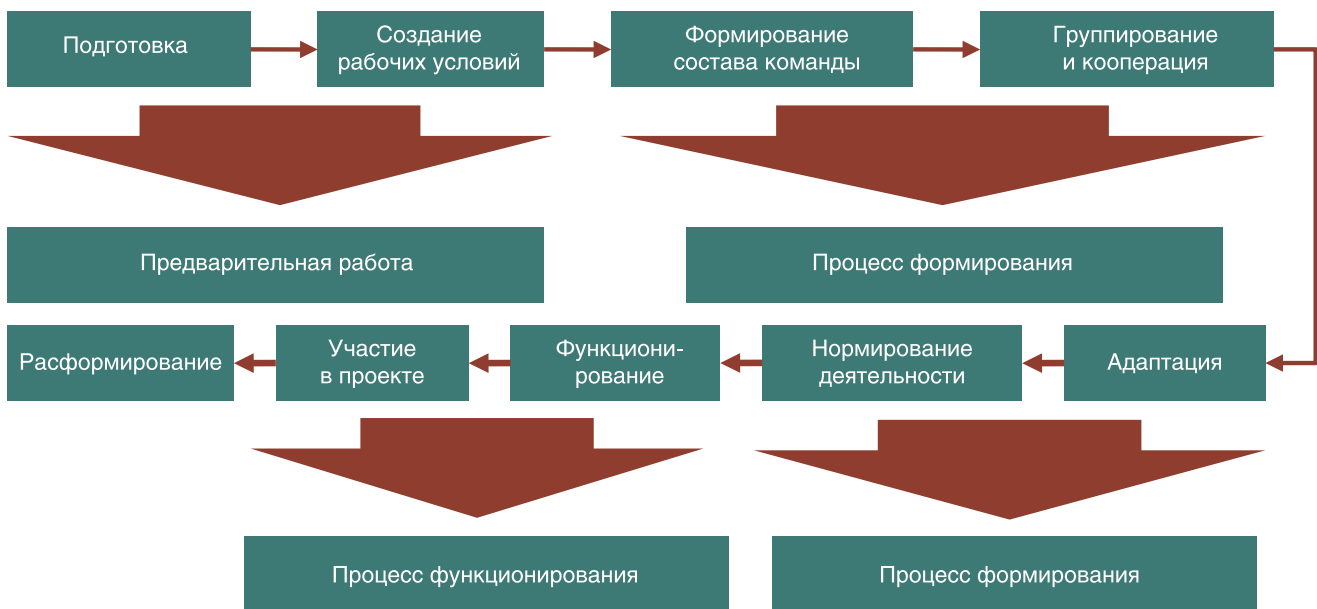 Подготовка
Создание
рабочих условий
Формирование
состава команды
Группирование
и кооперация
Предварительная работа
Процесс формирования
Расформирование
Участие
в проекте
Функциони-
рование
Нормирование
деятельности
Адаптация
Процесс функционирования
Процесс формирования